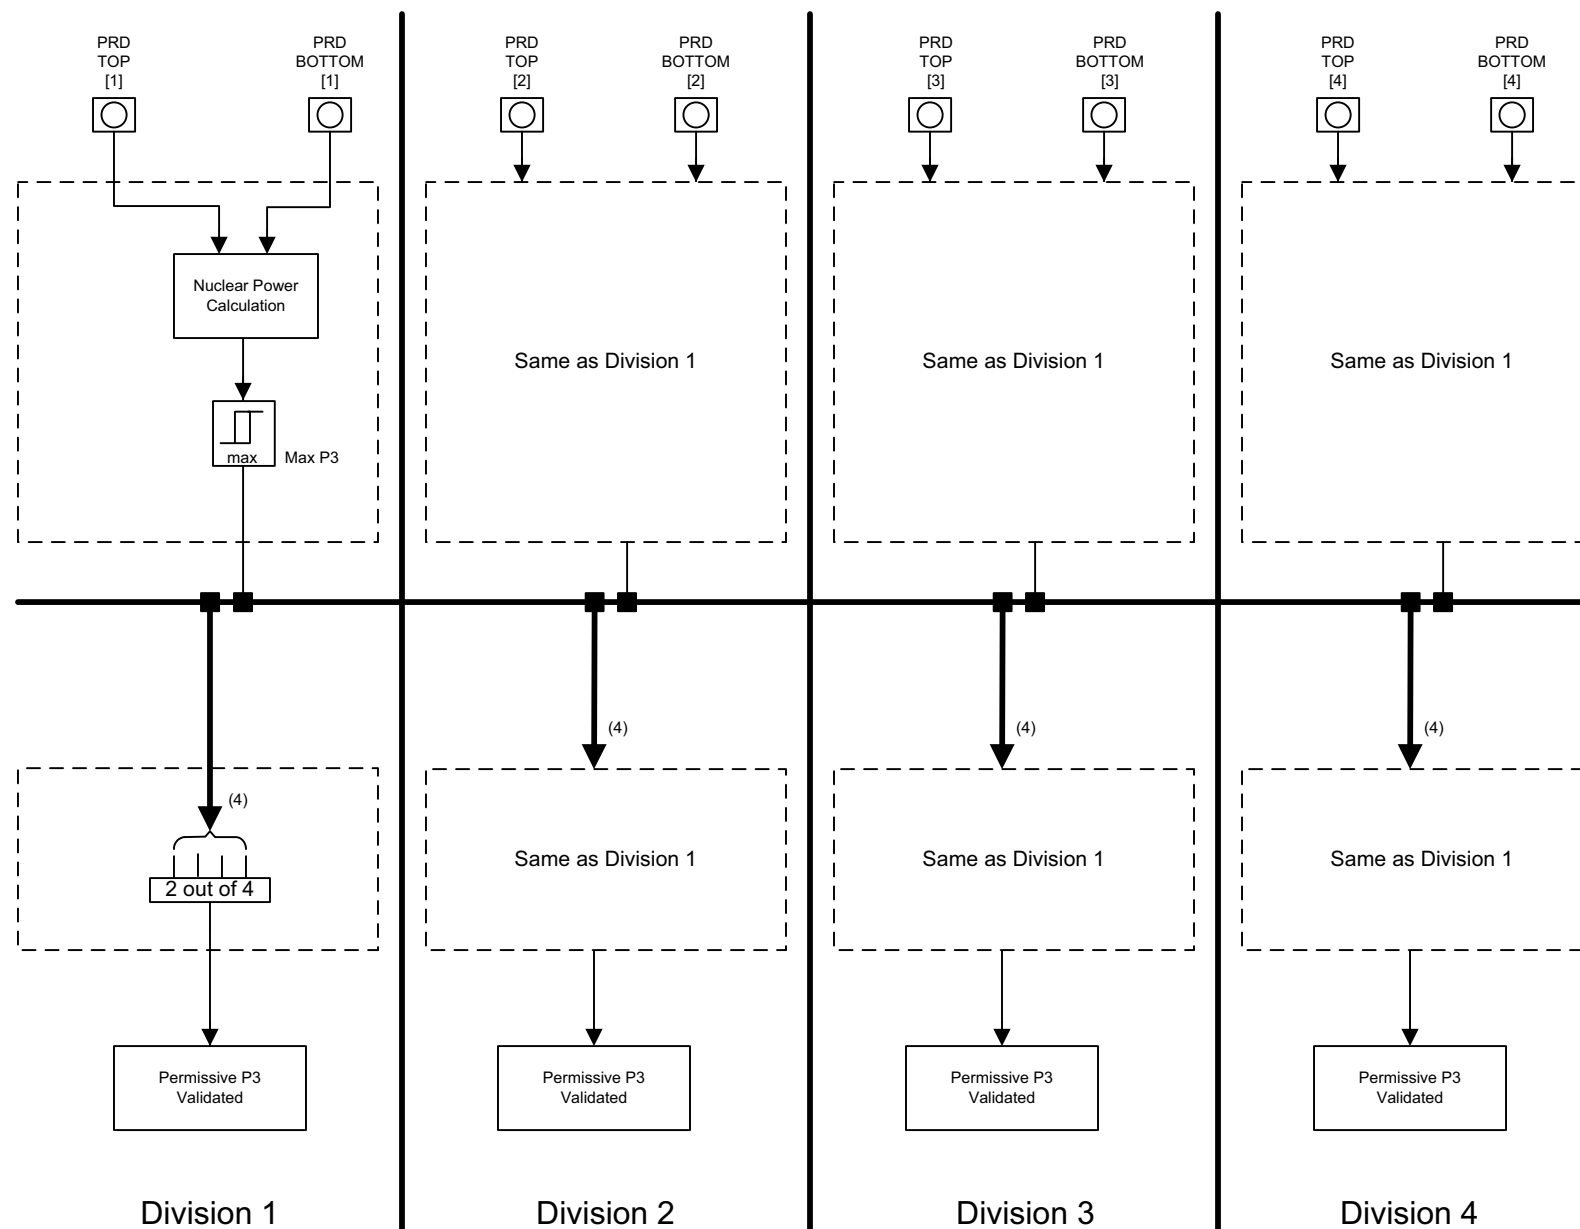 PRD
TOP
[1]
PRD
BOTTOM
[1]
PRD
TOP
[2]
PRD
BOTTOM
[2]
PRD
TOP
[3]
PRD
BOTTOM
[3]
PRD
TOP
[4]
PRD
BOTTOM
[4]
Nuclear Power
Calculation
max
Max P3
Same as Division 1
Same as Division 1
Same as Division 1
(4)
(4)
(4)
(4)
2 out of 4
Same as Division 1
Same as Division 1
Same as Division 1
Permissive P3
Validated
Permissive P3
Validated
Permissive P3
Validated
Permissive P3
Validated
Division 1
Division 2
Division 3
Division 4